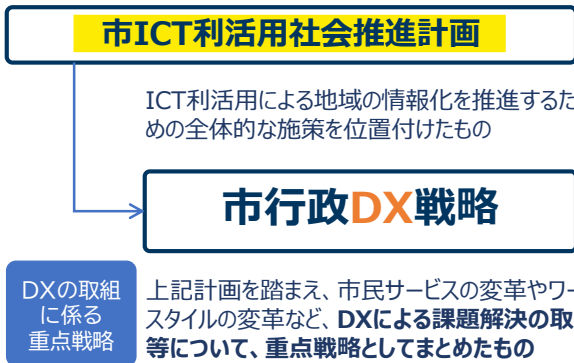 市ICT利活用社会推進計画
ICT利活用による地域の情報化を推進するた
めの全体的な施策を位置付けたもの
市行政DX戦略
DXの取組
に係る
重点戦略
上記計画を踏まえ、市民サービスの変革やワー
スタイルの変革など、DXによる課題解決の取
等について、重点戦略としてまとめたもの